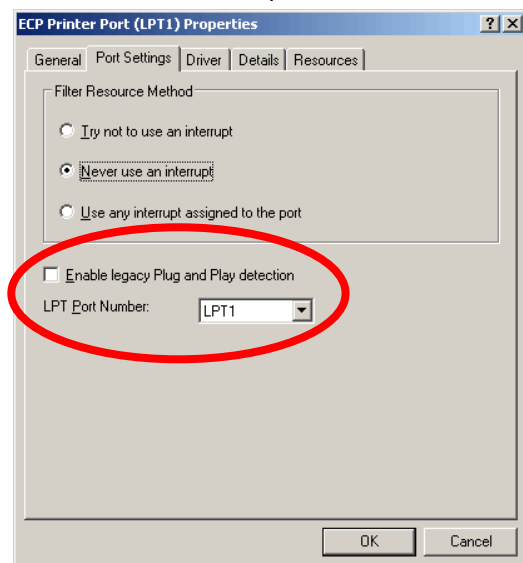 ECP Printer Port (LPT1) Properties
General Port Settings Driver Details Resources
Filter Resource Method
Try not to use an interrupt
Never use an interrupt
Use any interrupt assigned to the port
Enable legacy Plug and Play detection
LPT Port Number: LPT1
OK Cancel